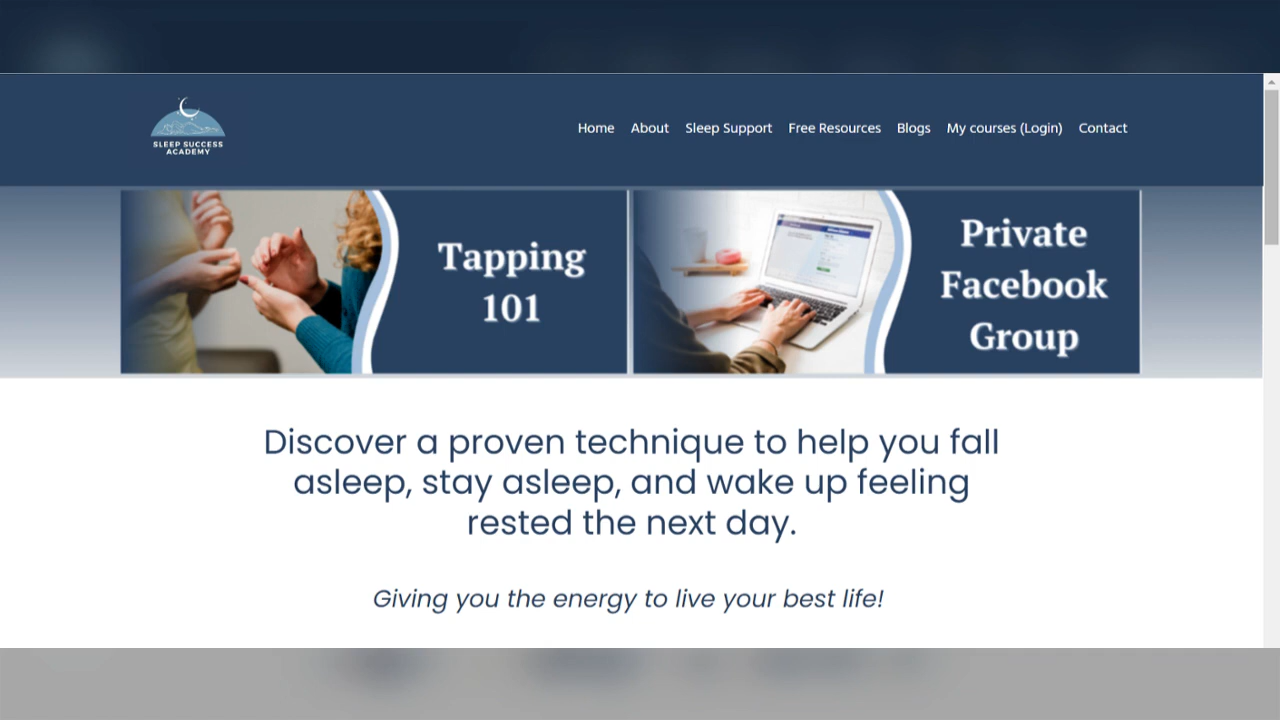 SLEEP SUCCESS
ACADEMY
Home About Sleep Support Free Resources Blogs My courses (Login) Contact
Tapping
101
Private
Facebook
Group
Discover a proven technique to help you fall
asleep, stay asleep, and wake up feeling
rested the next day.
Giving you the energy to live your best life!